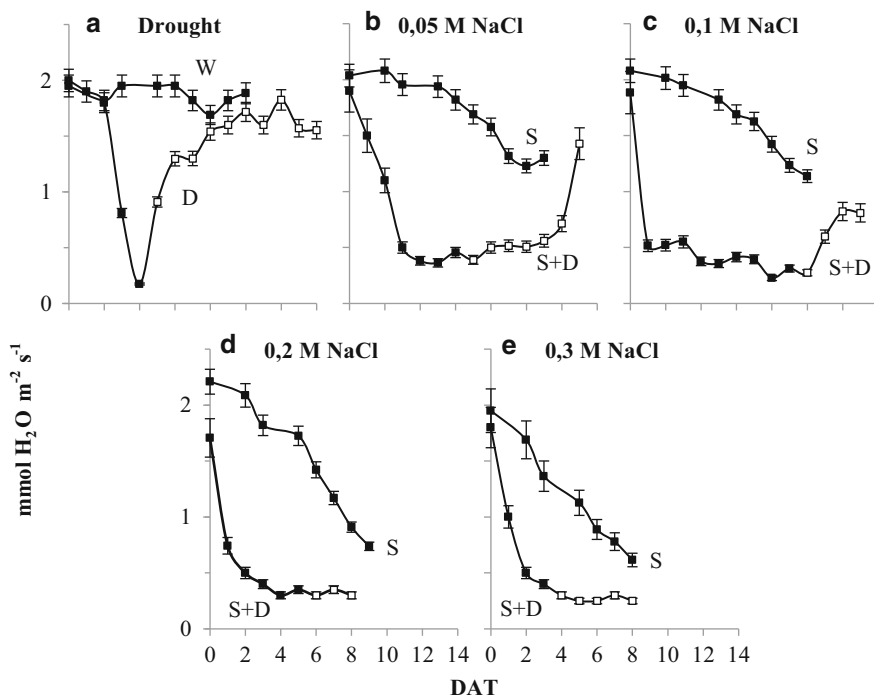 a Drought
b 0,05 M NaCl
c 0,1 M NaCl
2
1
0
W
D
S
S+D
S
S+D
d 0,2 M NaCl
e 0,3 M NaCl
2
1
0
S
S+D
S
S+D
0 2 4 6 8 10 12 14
0 2 4 6 8 10 12 14
mmol H₂O m⁻² s⁻¹
DAT